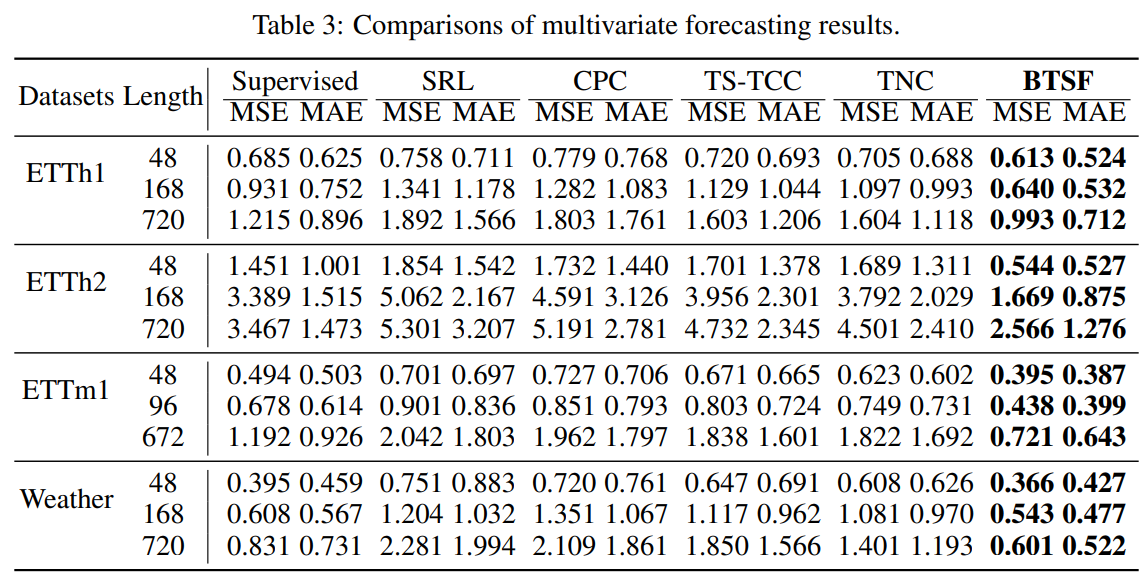 Table 3: Comparisons of multivariate forecasting results.
Datasets Length Supervised SRL CPC TS-TCC TNC BTSF
MSE MAE MSE MAE MSE MAE MSE MAE MSE MAE MSE MAE
ETTh1 48 0.685 0.625 0.758 0.711 0.779 0.768 0.720 0.693 0.705 0.688 0.613 0.524
168 0.931 0.752 1.341 1.178 1.282 1.083 1.129 1.044 1.097 0.993 0.640 0.532
720 1.215 0.896 1.892 1.566 1.803 1.761 1.603 1.206 1.604 1.118 0.993 0.712
ETTh2 48 1.451 1.001 1.854 1.542 1.732 1.440 1.701 1.378 1.689 1.311 0.544 0.527
168 3.389 1.515 5.062 2.167 4.591 3.126 3.956 2.301 3.792 2.029 1.669 0.875
720 3.467 1.473 5.301 3.207 5.191 2.781 4.732 2.345 4.501 2.410 2.566 1.276
ETTm1 48 0.494 0.503 0.701 0.697 0.727 0.706 0.671 0.665 0.623 0.602 0.395 0.387
96 0.678 0.614 0.901 0.836 0.851 0.793 0.803 0.724 0.749 0.731 0.438 0.399
672 1.192 0.926 2.042 1.803 1.962 1.797 1.838 1.601 1.822 1.692 0.721 0.643
Weather 48 0.395 0.459 0.751 0.883 0.720 0.761 0.647 0.691 0.608 0.626 0.366 0.427
168 0.608 0.567 1.204 1.032 1.351 1.067 1.117 0.962 1.081 0.970 0.543 0.477
720 0.831 0.731 2.281 1.994 2.109 1.861 1.850 1.566 1.401 1.193 0.601 0.522